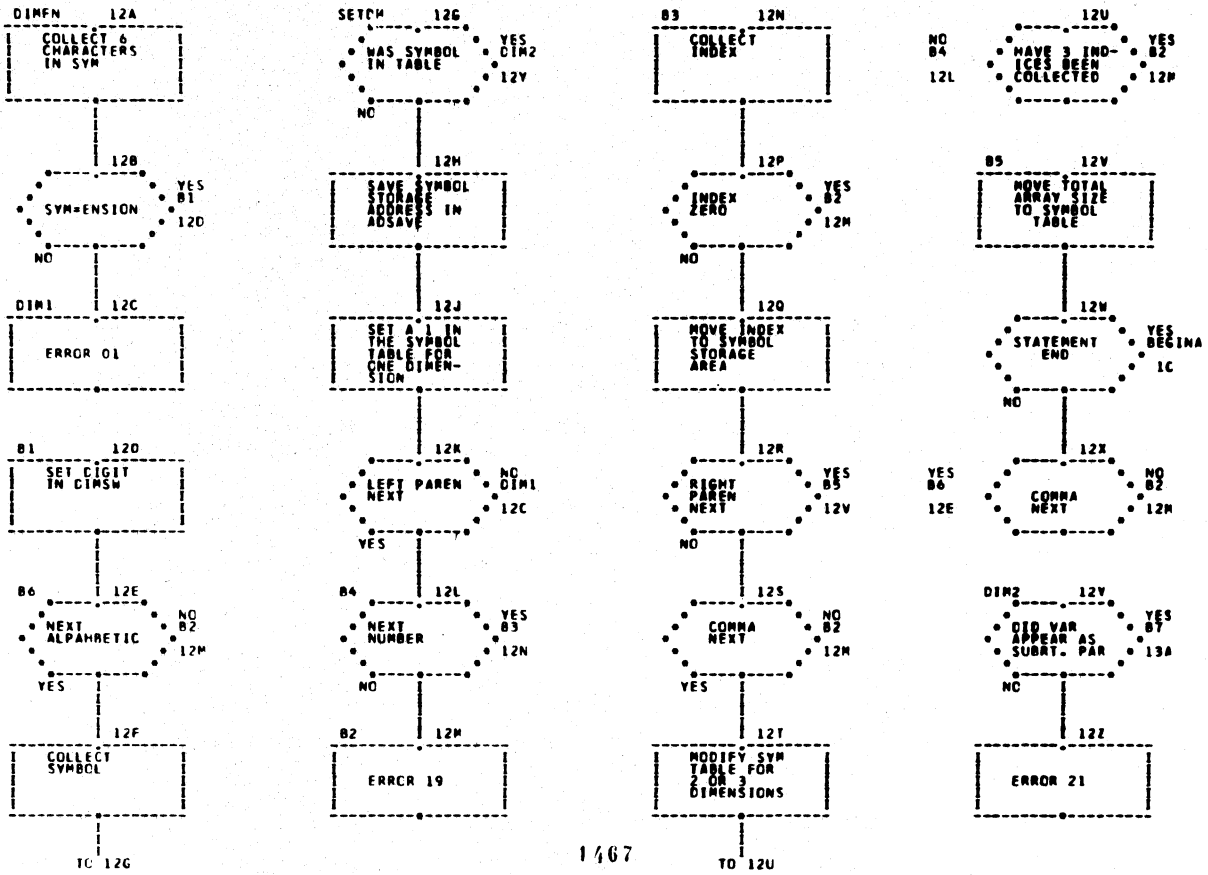 DIMEN 12A
COLLECT 6
CHARACTERS
IN SYM
12B
SYM=ENSION
YES
B1
12D
NO
DIM1 12C
ERROR 01
B1 12D
SET DIGIT
IN DIMSW
B6 12E
NEXT
ALPAHBETIC
NO
B2
12M
YES
12F
COLLECT
SYMBOL
TO 12G
SETDM 12G
WAS SYMBOL
IN TABLE
YES
DIM2
12Y
NO
12H
SAVE SYMBOL
STORAGE
ADDRESS IN
ADSAVE
12J
SET A 1 IN
THE SYMBOL
TABLE FOR
ONE DIMEN-
SION
12K
LEFT PAREN
NEXT
NO
DIM1
12C
YES
B4 12L
NEXT
NUMBER
YES
B3
12N
NO
B2 12M
ERROR 19
B3 12N
COLLECT
INDEX
12P
INDEX
ZERO
YES
B2
12M
NO
12Q
MOVE INDEX
TO SYMBOL
STORAGE
AREA
12R
RIGHT
PAREN
NEXT
YES
B5
12V
NO
12S
COMMA
NEXT
NO
B2
12M
YES
12T
MODIFY SYM
TABLE FOR
2 OR 3
DIMENSIONS
TO 12U
12U
NO
B4
12L
HAVE 3 IND-
ICES BEEN
COLLECTED
YES
B2
12M
B5 12V
MOVE TOTAL
ARRAY SIZE
TO SYMBOL
TABLE
12W
STATEMENT
END
YES
BEGINA
1C
NO
12X
YES
B6
12E
COMMA
NEXT
NO
B2
12M
DIM2 12Y
DID VAR
APPEAR AS
SUBRT. PAR
YES
B7
13A
NO
12Z
ERROR 21
1467